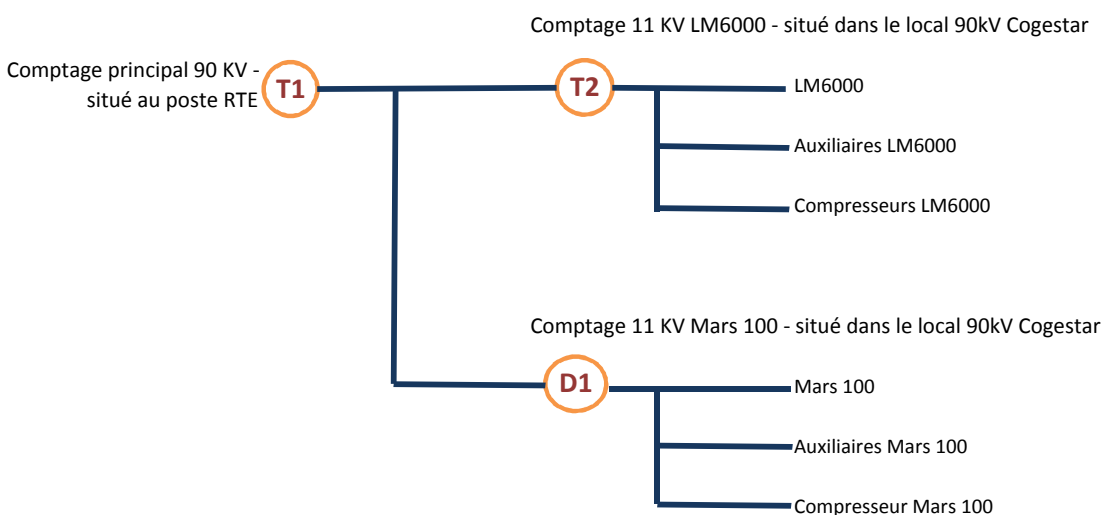 Comptage 11 KV LM6000 - situé dans le local 90kV Cogestar
Comptage principal 90 KV -
situé au poste RTE
T1
T2
LM6000
Auxiliaires LM6000
Compresseurs LM6000
Comptage 11 KV Mars 100 - situé dans le local 90kV Cogestar
D1
Mars 100
Auxiliaires Mars 100
Compresseur Mars 100